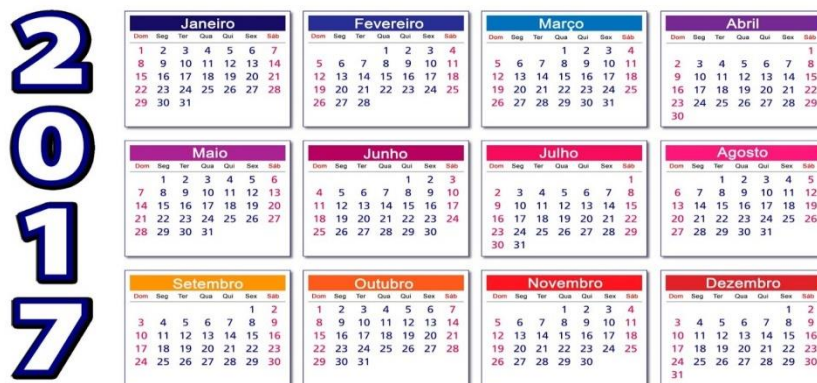 2017
Janeiro
Dom Seg Ter Qua Qui Sex Sáb
1 2 3 4 5 6 7
8 9 10 11 12 13 14
15 16 17 18 19 20 21
22 23 24 25 26 27 28
29 30 31
Fevereiro
Dom Seg Ter Qua Qui Sex Sáb
1 2 3 4
5 6 7 8 9 10 11
12 13 14 15 16 17 18
19 20 21 22 23 24 25
26 27 28
Março
Dom Seg Ter Qua Qui Sex Sáb
1 2 3 4
5 6 7 8 9 10 11
12 13 14 15 16 17 18
19 20 21 22 23 24 25
26 27 28 29 30 31
Abril
Dom Seg Ter Qua Qui Sex Sáb
1
2 3 4 5 6 7 8
9 10 11 12 13 14 15
16 17 18 19 20 21 22
23 24 25 26 27 28 29
30
Maio
Dom Seg Ter Qua Qui Sex Sáb
1 2 3 4 5 6
7 8 9 10 11 12 13
14 15 16 17 18 19 20
21 22 23 24 25 26 27
28 29 30 31
Junho
Dom Seg Ter Qua Qui Sex Sáb
1 2 3
4 5 6 7 8 9 10
11 12 13 14 15 16 17
18 19 20 21 22 23 24
25 26 27 28 29 30
Julho
Dom Seg Ter Qua Qui Sex Sáb
1
2 3 4 5 6 7 8
9 10 11 12 13 14 15
16 17 18 19 20 21 22
23 24 25 26 27 28 29
30 31
Agosto
Dom Seg Ter Qua Qui Sex Sáb
1 2 3 4 5
6 7 8 9 10 11 12
13 14 15 16 17 18 19
20 21 22 23 24 25 26
27 28 29 30 31
Setembro
Dom Seg Ter Qua Qui Sex Sáb
1 2
3 4 5 6 7 8 9
10 11 12 13 14 15 16
17 18 19 20 21 22 23
24 25 26 27 28 29 30
Outubro
Dom Seg Ter Qua Qui Sex Sáb
1 2 3 4 5 6 7
8 9 10 11 12 13 14
15 16 17 18 19 20 21
22 23 24 25 26 27 28
29 30 31
Novembro
Dom Seg Ter Qua Qui Sex Sáb
1 2 3 4
5 6 7 8 9 10 11
12 13 14 15 16 17 18
19 20 21 22 23 24 25
26 27 28 29 30
Dezembro
Dom Seg Ter Qua Qui Sex Sáb
1 2
3 4 5 6 7 8 9
10 11 12 13 14 15 16
17 18 19 20 21 22 23
24 25 26 27 28 29 30
31